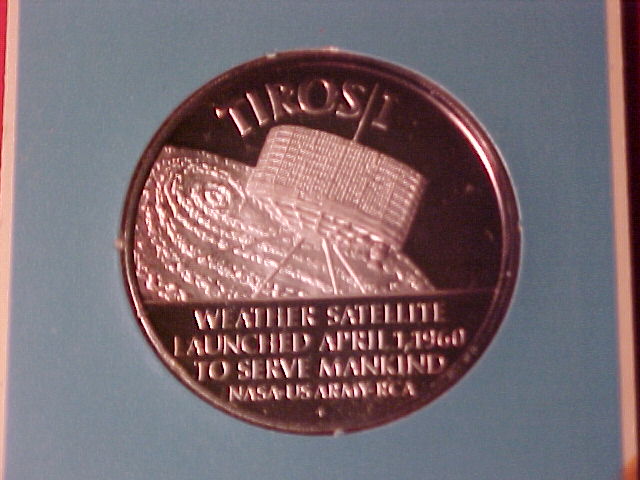 TIROS I
WEATHER SATELLITE
LAUNCHED APRIL 1, 1960
TO SERVE MANKIND
NASA·US ARMY·RCA